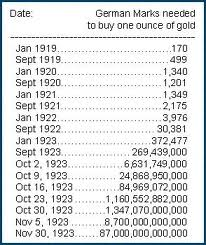 Date: German Marks needed
to buy one ounce of gold
Jan 1919 170
Sept 1919 499
Jan 1920 1,340
Sept 1920 1,201
Jan 1921 1,349
Sept 1921 2,175
Jan 1922 3,976
Sept 1922 30,381
Jan 1923 372,477
Sept 1923 269,439,000
Oct 2, 1923 6,631,749,000
Oct 9, 1923 24,868,950,000
Oct 16, 1923 84,969,072,000
Oct 23, 1923 1,160,552,882,000
Oct 30, 1923 1,347,070,000,000
Nov 5, 1923 8,700,000,000,000
Nov 30, 1923 87,000,000,000,000